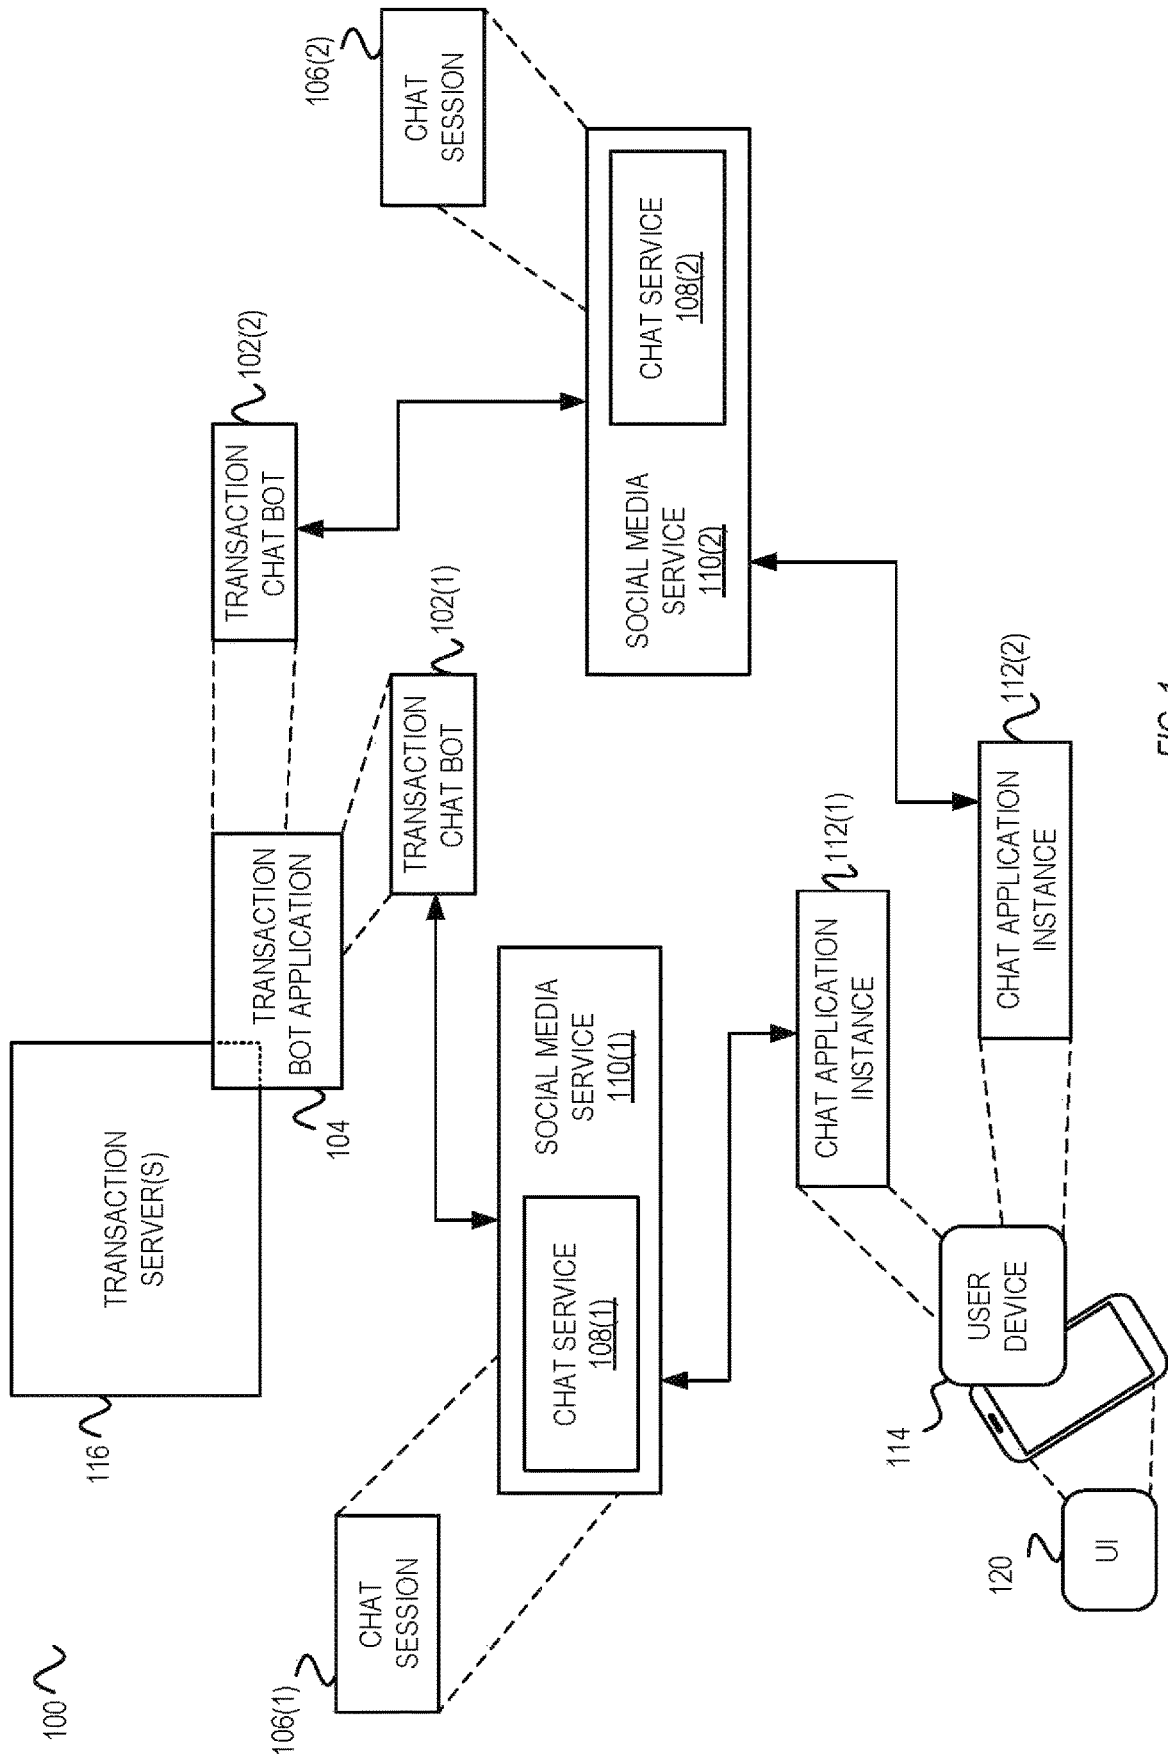 100
116
TRANSACTION
SERVER(S)
104
TRANSACTION
BOT APPLICATION
TRANSACTION
CHAT BOT
102(2)
TRANSACTION
CHAT BOT
102(1)
106(2)
CHAT
SESSION
106(1)
CHAT
SESSION
CHAT SERVICE
108(1)
SOCIAL MEDIA
SERVICE
110(1)
SOCIAL MEDIA
SERVICE
110(2)
CHAT SERVICE
108(2)
CHAT APPLICATION
INSTANCE
112(1)
CHAT APPLICATION
INSTANCE
112(2)
114
USER
DEVICE
120
UI
FIG. 1